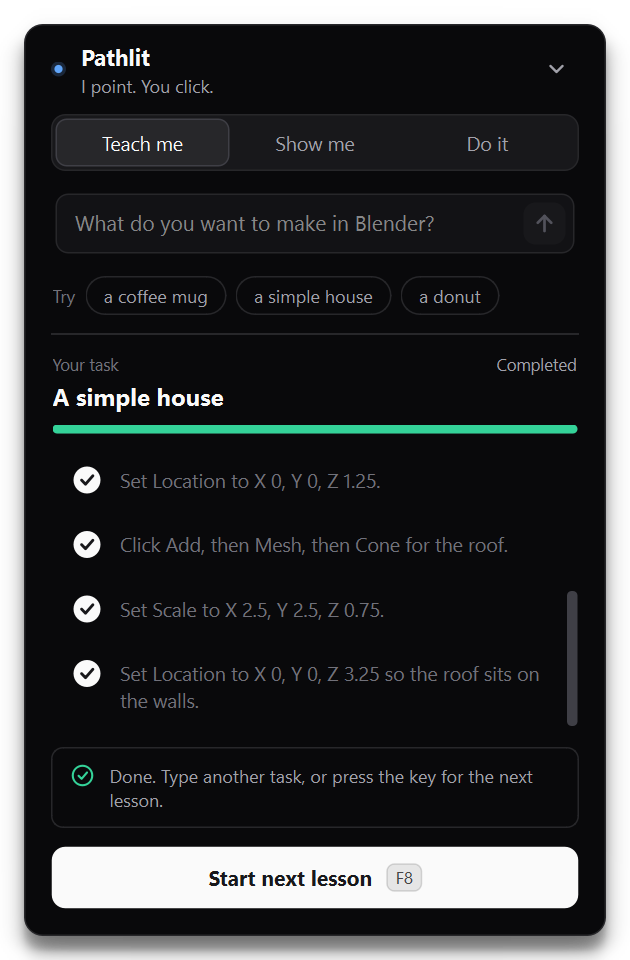 Pathlit
I point. You click.
Teach me
Show me
Do it
What do you want to make in Blender?
Try
a coffee mug
a simple house
a donut
Your task
Completed
A simple house
Set Location to X 0, Y 0, Z 1.25.
Click Add, then Mesh, then Cone for the roof.
Set Scale to X 2.5, Y 2.5, Z 0.75.
Set Location to X 0, Y 0, Z 3.25 so the roof sits on
the walls.
Done. Type another task, or press the key for the next
lesson.
Start next lesson F8